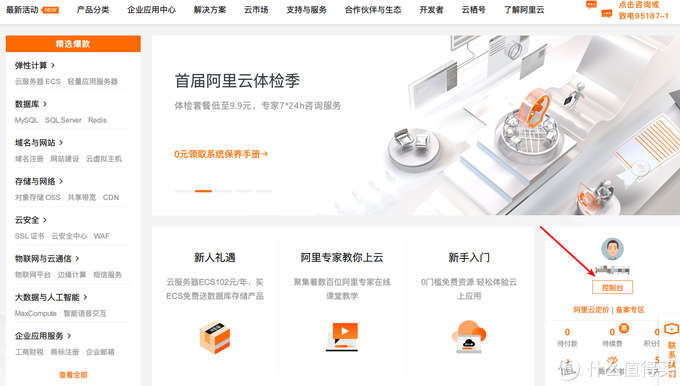 最新活动 NEW 产品分类 企业应用中心 解决方案 云市场 支持与服务 合作伙伴与生态 开发者 云栖号 了解阿里云
点击咨询或
致电95187-1
精选爆款
弹性计算 >
云服务器 ECS 轻量应用服务器
数据库 >
MySQL SQL Server Redis
域名与网站 >
域名注册 网站建设 云虚拟主机
存储与网络 >
对象存储 OSS 共享带宽 CDN
云安全 >
SSL 证书 云安全中心 WAF
物联网与云通信 >
物联网平台 边缘计算 短信服务
大数据与人工智能 >
MaxCompute 智能语音交互
企业应用服务 >
工商财税 商标注册 企业邮箱
查看全部
首届阿里云体检季
体检套餐低至9.9元，专家7*24h咨询服务
0元领取系统保养手册→
新人礼遇
云服务器ECS102元/年，买
ECS免费送数据库存储产品
阿里专家教你上云
聚集着数百位阿里专家在线
课堂教学
新手入门
0门槛免费资源 轻松体验云
上应用
控制台
阿里云定价 | 备案专区
0 0 惠 0
待付款 待续费 积分
5
联系我们
值 什么值得买